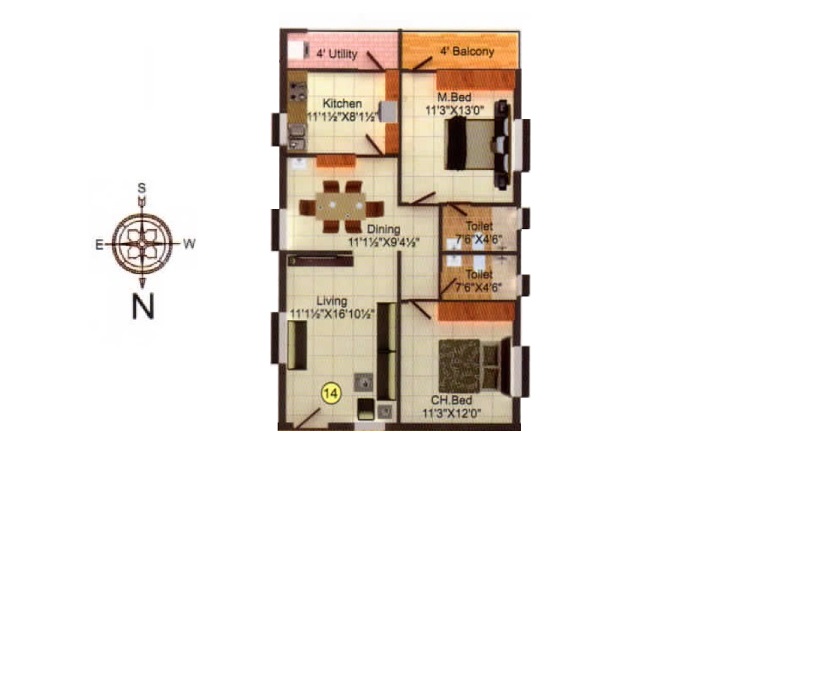 4' Utility
4' Balcony
Kitchen
11'1½"X8'1½"
M.Bed
11'3"X13'0"
S
E
W
N
Dining
11'1½"X9'4½"
Toilet
7'6"X4'6"
Toilet
7'6"X4'6"
Living
11'1½"X16'10½"
14
CH.Bed
11'3"X12'0"